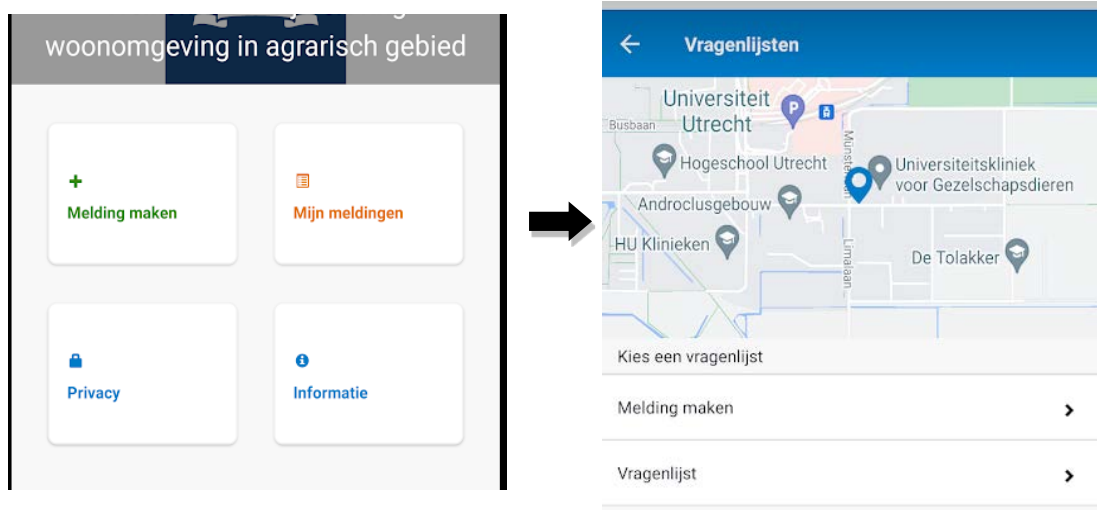 woonomgeving in agrarisch gebied
Melding maken
Mijn meldingen
Privacy
Informatie
Vragenlijsten
Universiteit
Utrecht
P
Busbaan
Hogeschool Utrecht
Universiteitskliniek
voor Gezelschapsdieren
Androclusgebouw
HU Klinieken
Limalaan
De Tolakker
Kies een vragenlijst
Melding maken
Vragenlijst